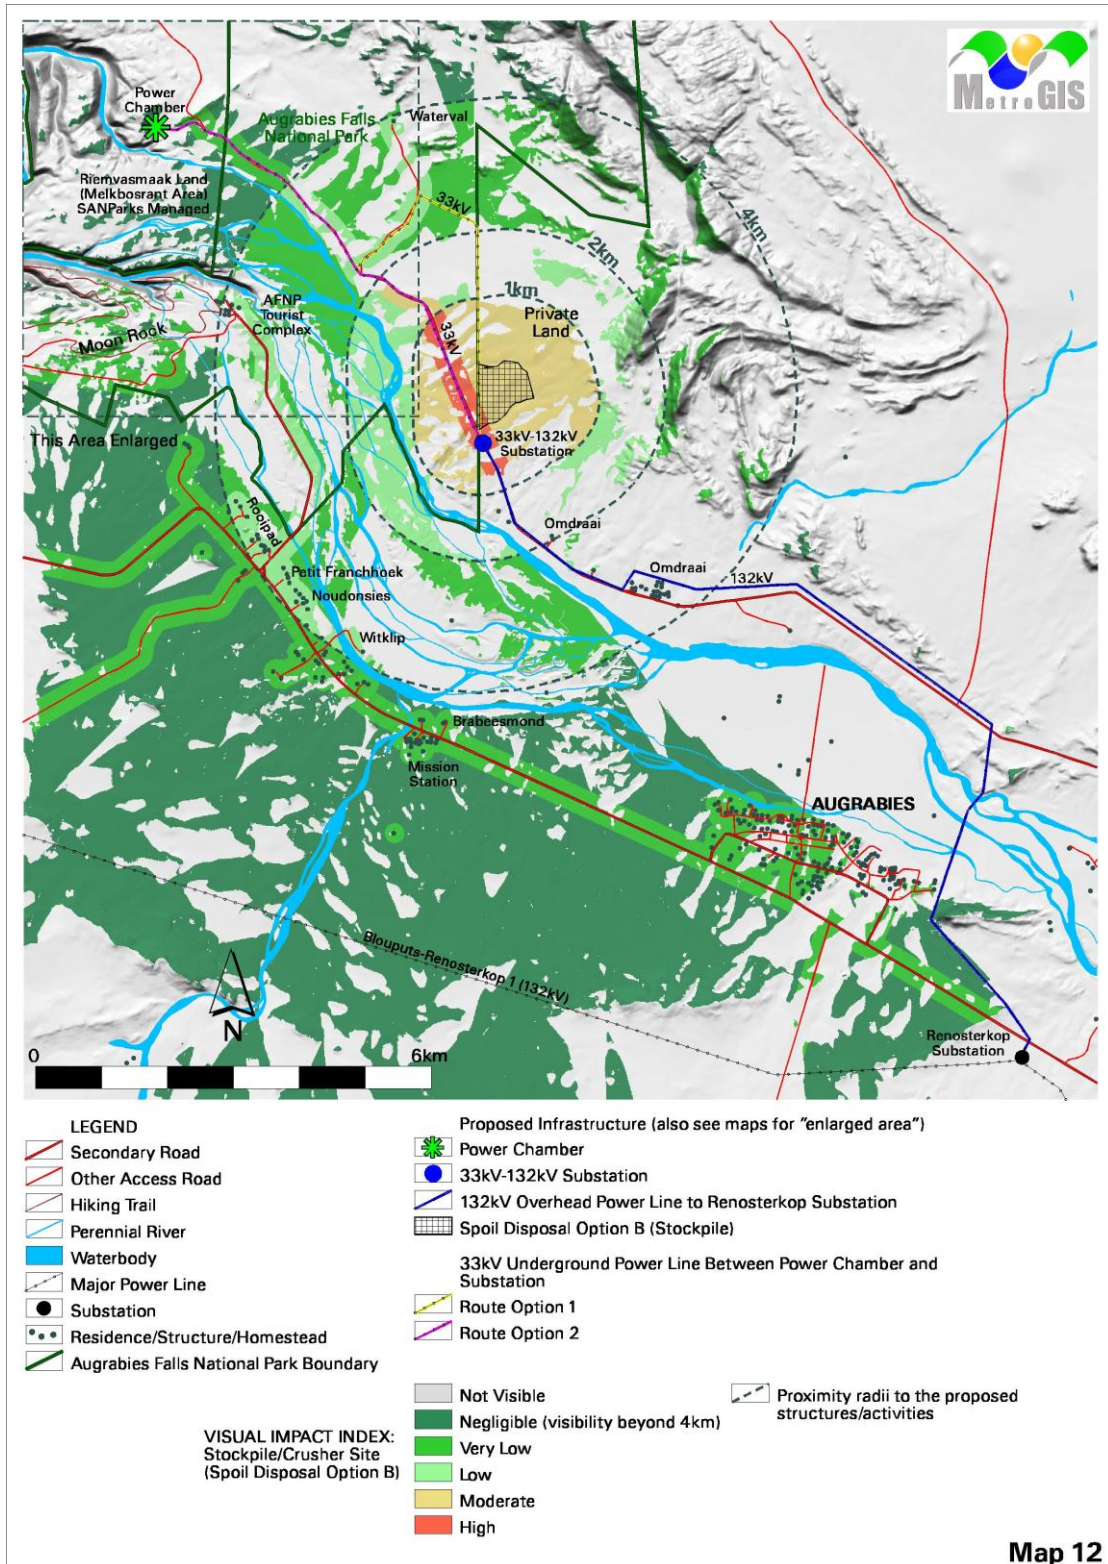 MetroGIS
Power
Chamber
Augrabies Falls
National Park
Waterval
Riemvasmaak Land
(Melkbosrant Area)
SANParks Managed
33kV
4km
2km
1km
Private
Land
AFNP
Tourist
Complex
Moon Rock
33kV
This Area Enlarged
33kV-132kV
Substation
Rooipad
Omdraai
Omdraai
132kV
Petit Franchhoek
Noudonsies
Witklip
Brabeesmond
Mission
Station
AUGRABIES
Blouputs-Renosterkop 1 (132kV)
N
0 6km
Renosterkop
Substation
LEGEND
Secondary Road
Other Access Road
Hiking Trail
Perennial River
Waterbody
Major Power Line
Substation
Residence/Structure/Homestead
Augrabies Falls National Park Boundary
Proposed Infrastructure (also see maps for "enlarged area")
Power Chamber
33kV-132kV Substation
132kV Overhead Power Line to Renosterkop Substation
Spoil Disposal Option B (Stockpile)
33kV Underground Power Line Between Power Chamber and
Substation
Route Option 1
Route Option 2
VISUAL IMPACT INDEX:
Stockpile/Crusher Site
(Spoil Disposal Option B)
Not Visible
Negligible (visibility beyond 4km)
Very Low
Low
Moderate
High
Proximity radii to the proposed
structures/activities
Map 12